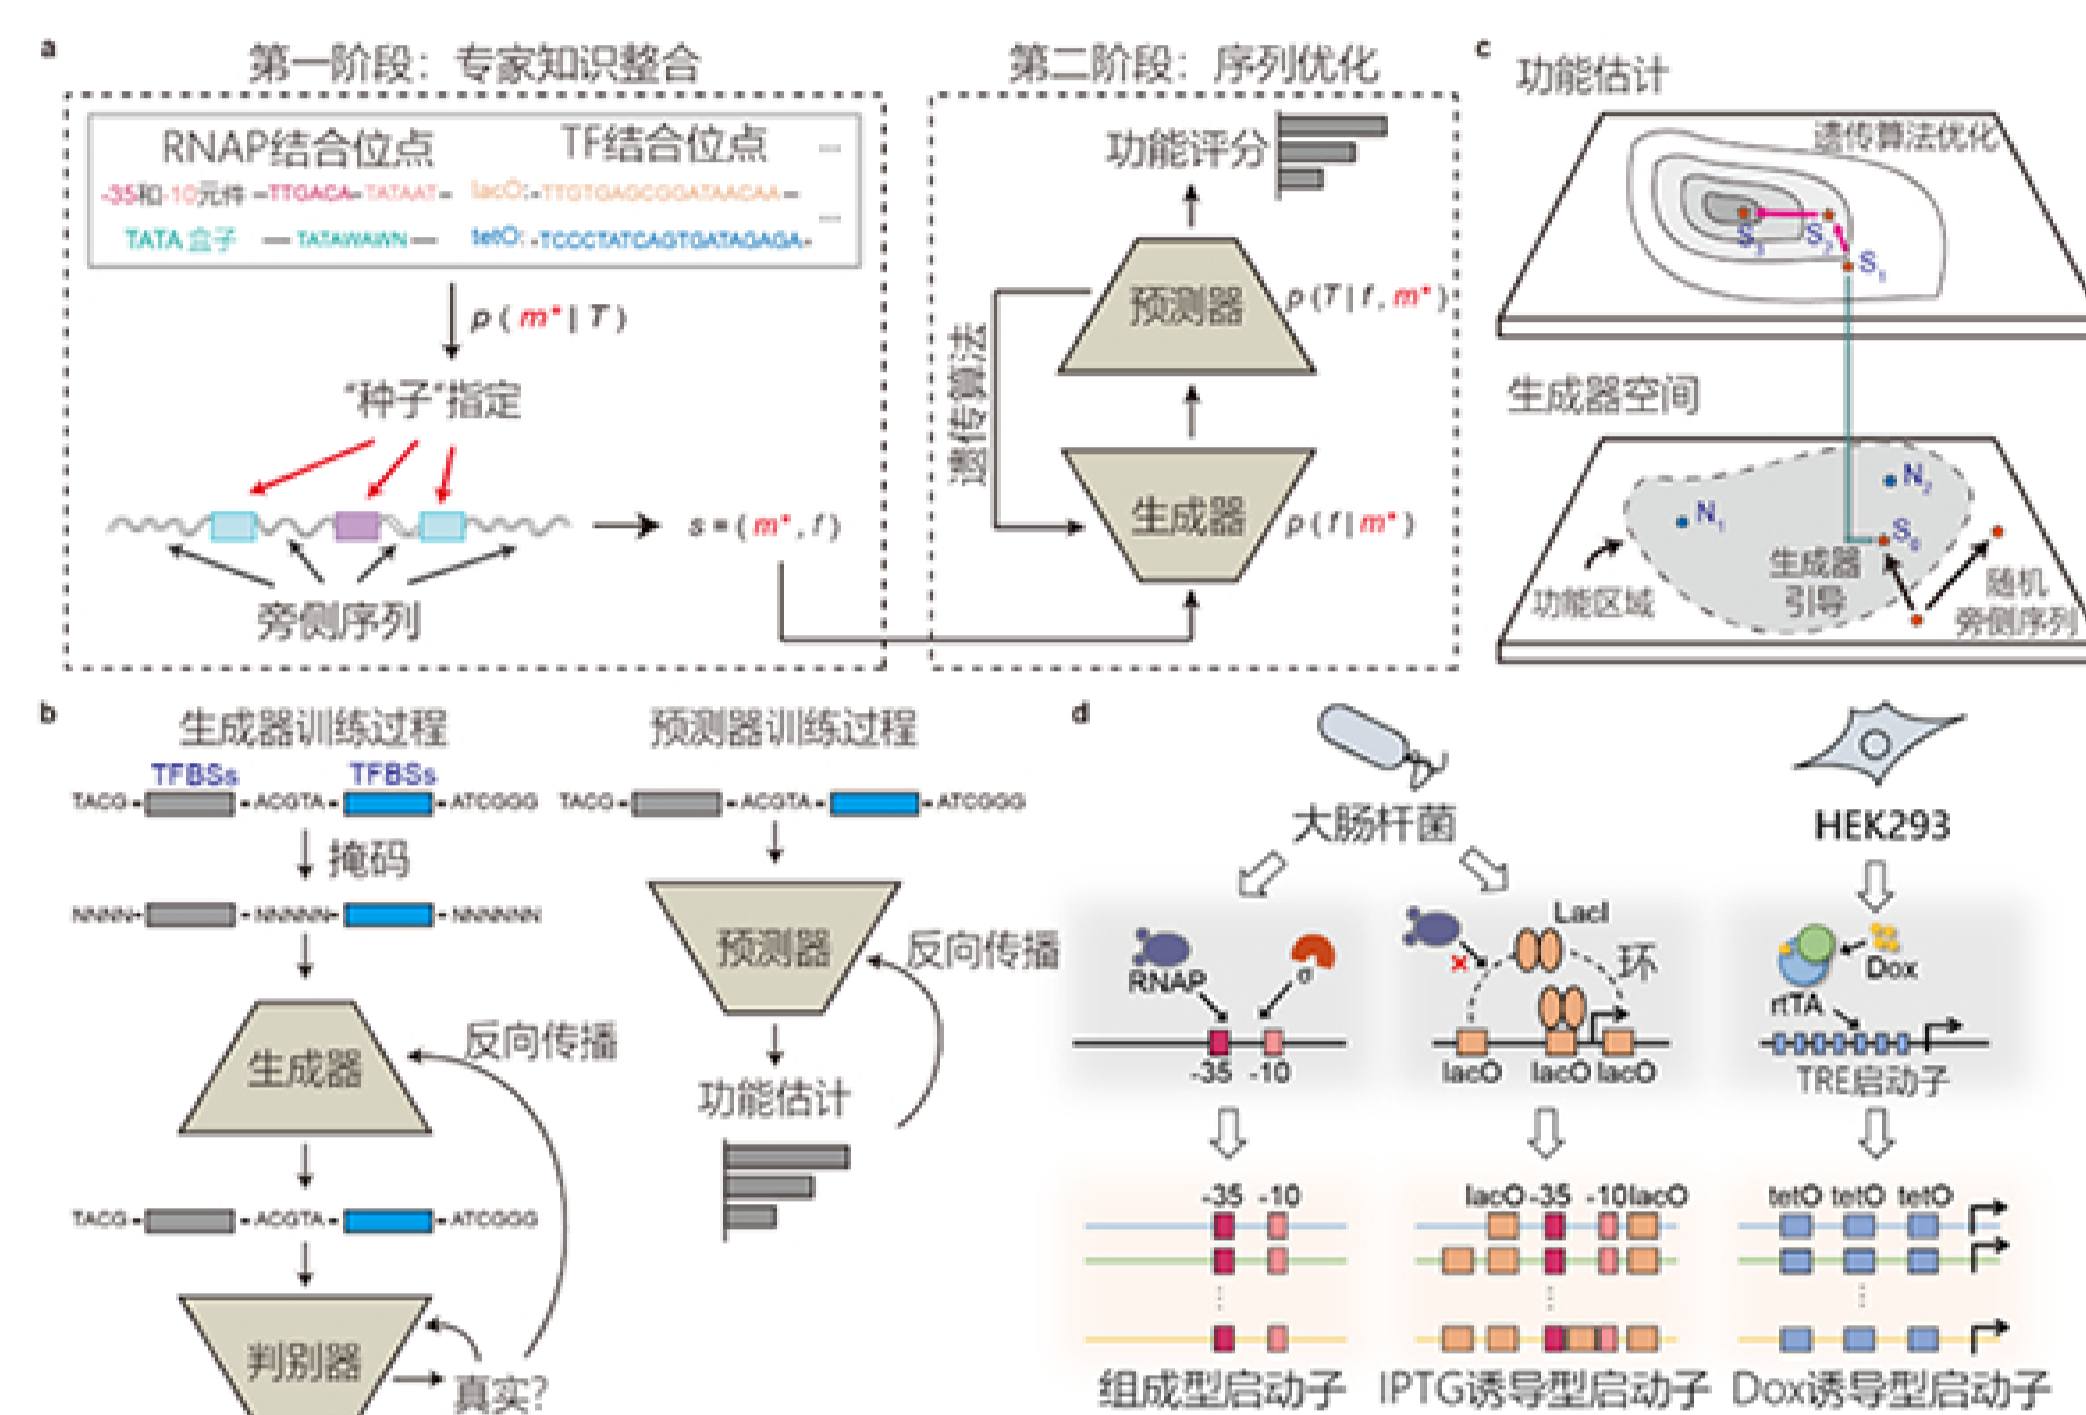 a
第一阶段：专家知识整合
RNAP结合位点
TF结合位点
...
-35和-10元件 –TTGACA–TATAAT–
lacO:-TTGTGAGCGGATAACAA–
...
TATA 盒子 — TATAWAWN —
tetO: -TCCCTATCAGTGATAGAGA-
p ( m* | T )
“种子”指定
s = ( m* , f )
旁侧序列
第二阶段：序列优化
功能评分
预测器
p ( T | f , m* )
遗传算法
生成器
p ( f | m* )
c
功能估计
遗传算法优化
S3
S2
S1
生成器空间
N1
N2
S0
生成器
引导
功能区域
随机
旁侧序列
b
生成器训练过程
TFBSs
TFBSs
TACG - - ACGTA - - ATCGGG
掩码
NNNN - - NNNNN - - NNNNNN
生成器
反向传播
TACG - - ACGTA - - ATCGGG
判别器
真实?
预测器训练过程
TACG - - ACGTA - - ATCGGG
预测器
反向传播
功能估计
d
大肠杆菌
HEK293
RNAP
σ
-35 -10
LacI
环
lacO lacO lacO
Dox
rtTA
TRE启动子
-35 -10
lacO -35 -10 lacO
tetO tetO tetO
组成型启动子
IPTG诱导型启动子
Dox诱导型启动子